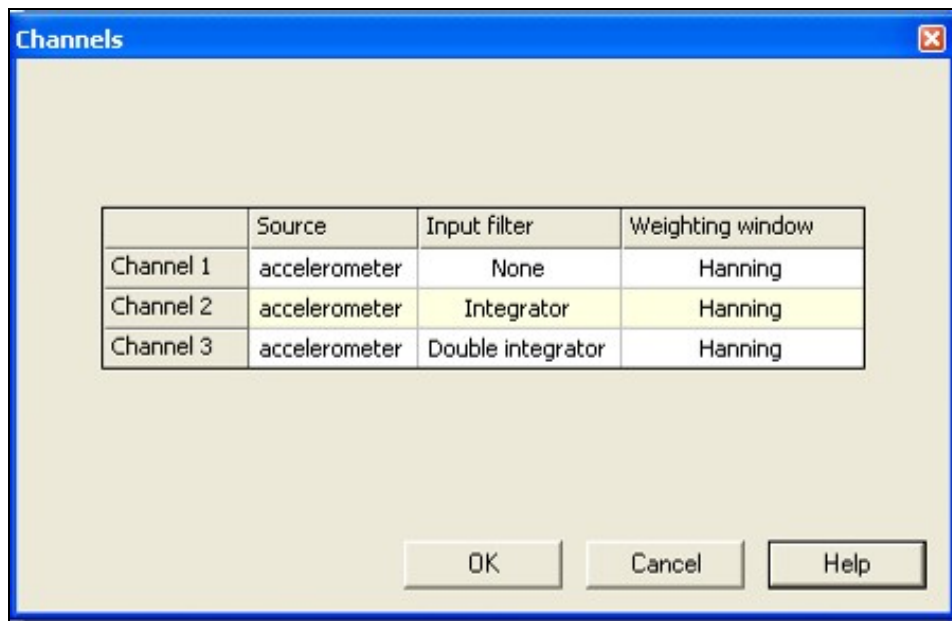 Channels
Source Input filter Weighting window
Channel 1 accelerometer None Hanning
Channel 2 accelerometer Integrator Hanning
Channel 3 accelerometer Double integrator Hanning
OK Cancel Help